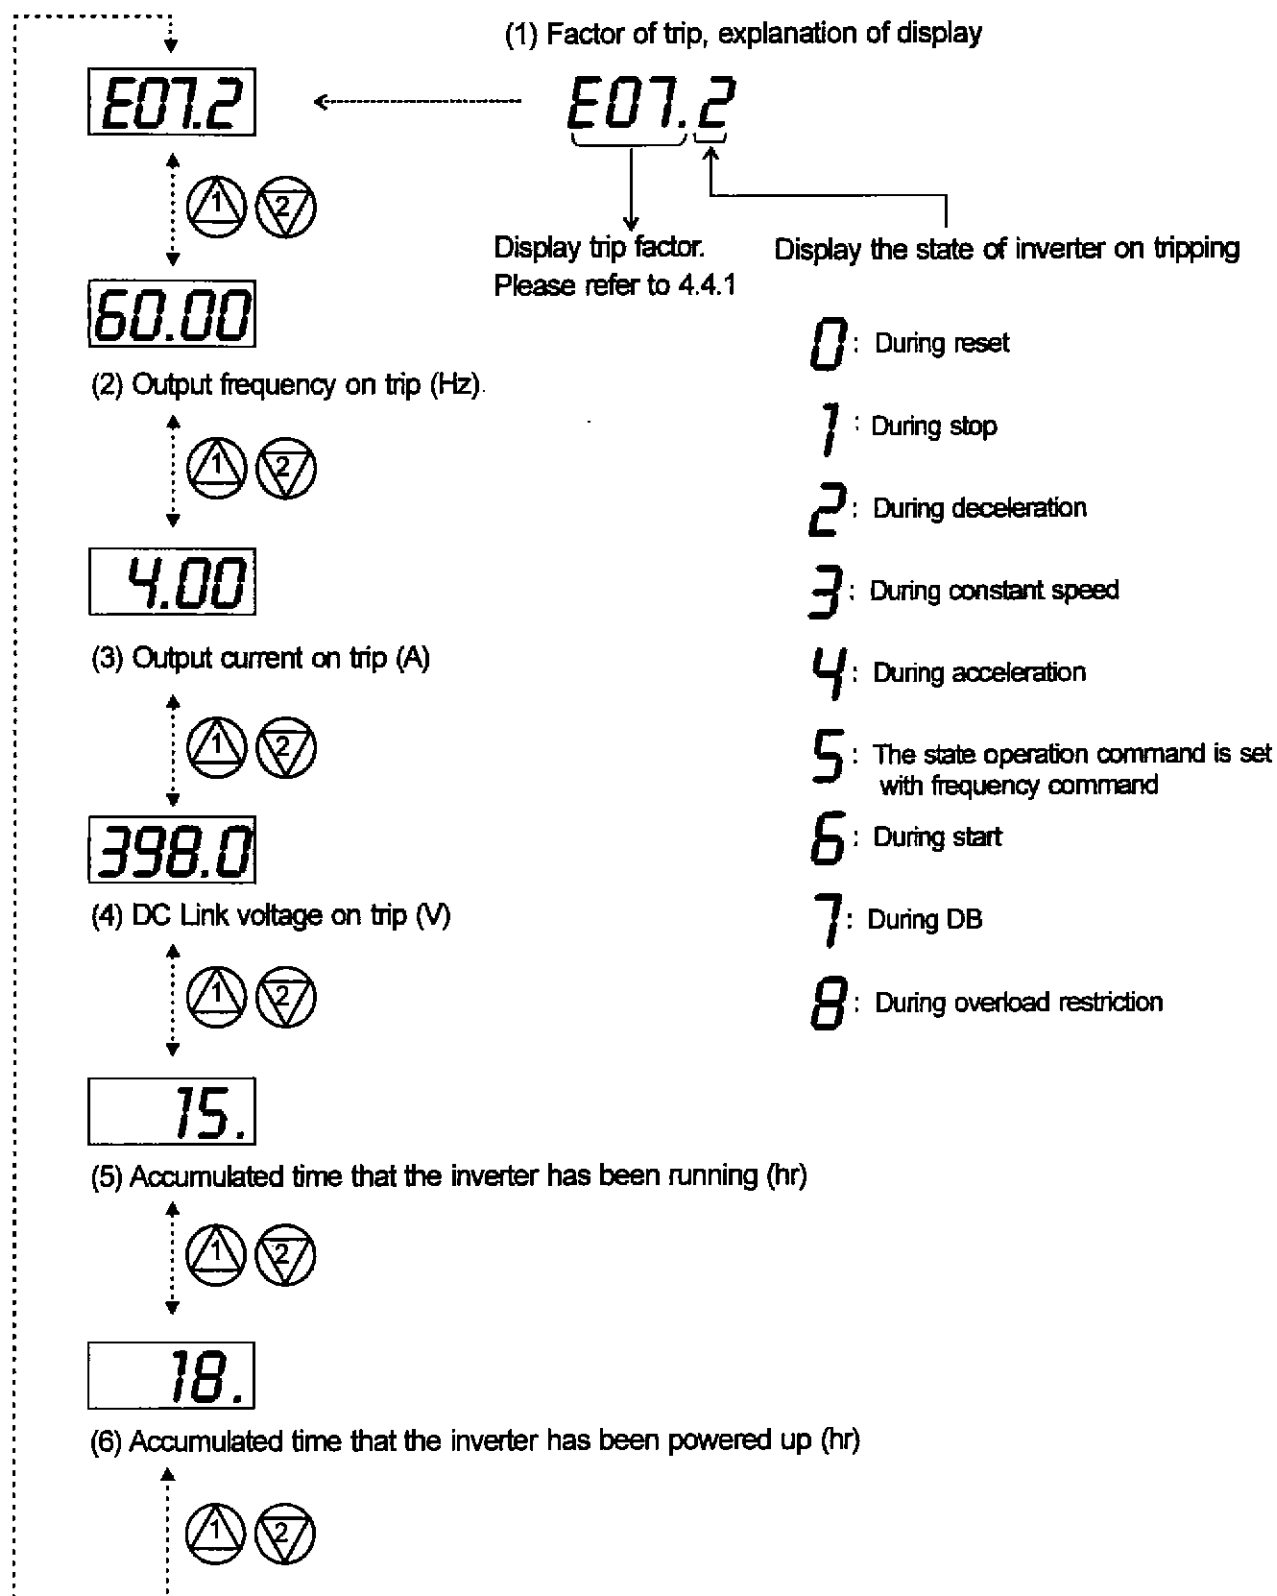 (1) Factor of trip, explanation of display
E07.2
E07.2
1 2
Display trip factor.
Please refer to 4.4.1
Display the state of inverter on tripping
60.00
(2) Output frequency on trip (Hz).
1 2
4.00
(3) Output current on trip (A)
1 2
398.0
(4) DC Link voltage on trip (V)
1 2
15.
(5) Accumulated time that the inverter has been running (hr)
1 2
18.
(6) Accumulated time that the inverter has been powered up (hr)
1 2
0: During reset
1: During stop
2: During deceleration
3: During constant speed
4: During acceleration
5: The state operation command is set
with frequency command
6: During start
7: During DB
8: During overload restriction